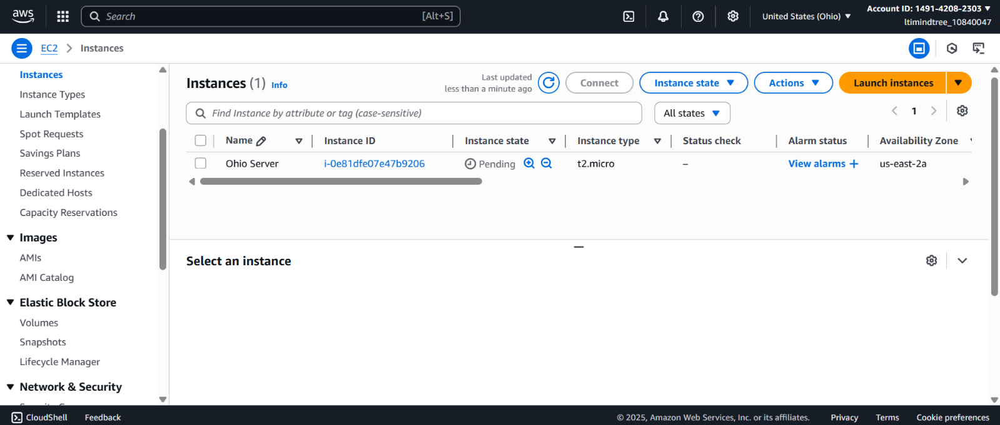 aws
Search [Alt+S]
United States (Ohio)
Account ID: 1491-4208-2303
ltimindtree_10840047
EC2 Instances
Instances
Instance Types
Launch Templates
Spot Requests
Savings Plans
Reserved Instances
Dedicated Hosts
Capacity Reservations
Images
AMIs
AMI Catalog
Elastic Block Store
Volumes
Snapshots
Lifecycle Manager
Network & Security
Instances (1) Info
Last updated
less than a minute ago
Connect
Instance state
Actions
Launch instances
Find Instance by attribute or tag (case-sensitive)
All states
1
Name Instance ID Instance state Instance type Status check Alarm status Availability Zone
Ohio Server i-0e81dfe07e47b9206 Pending t2.micro – View alarms + us-east-2a
Select an instance
CloudShell Feedback © 2025, Amazon Web Services, Inc. or its affiliates. Privacy Terms Cookie preferences